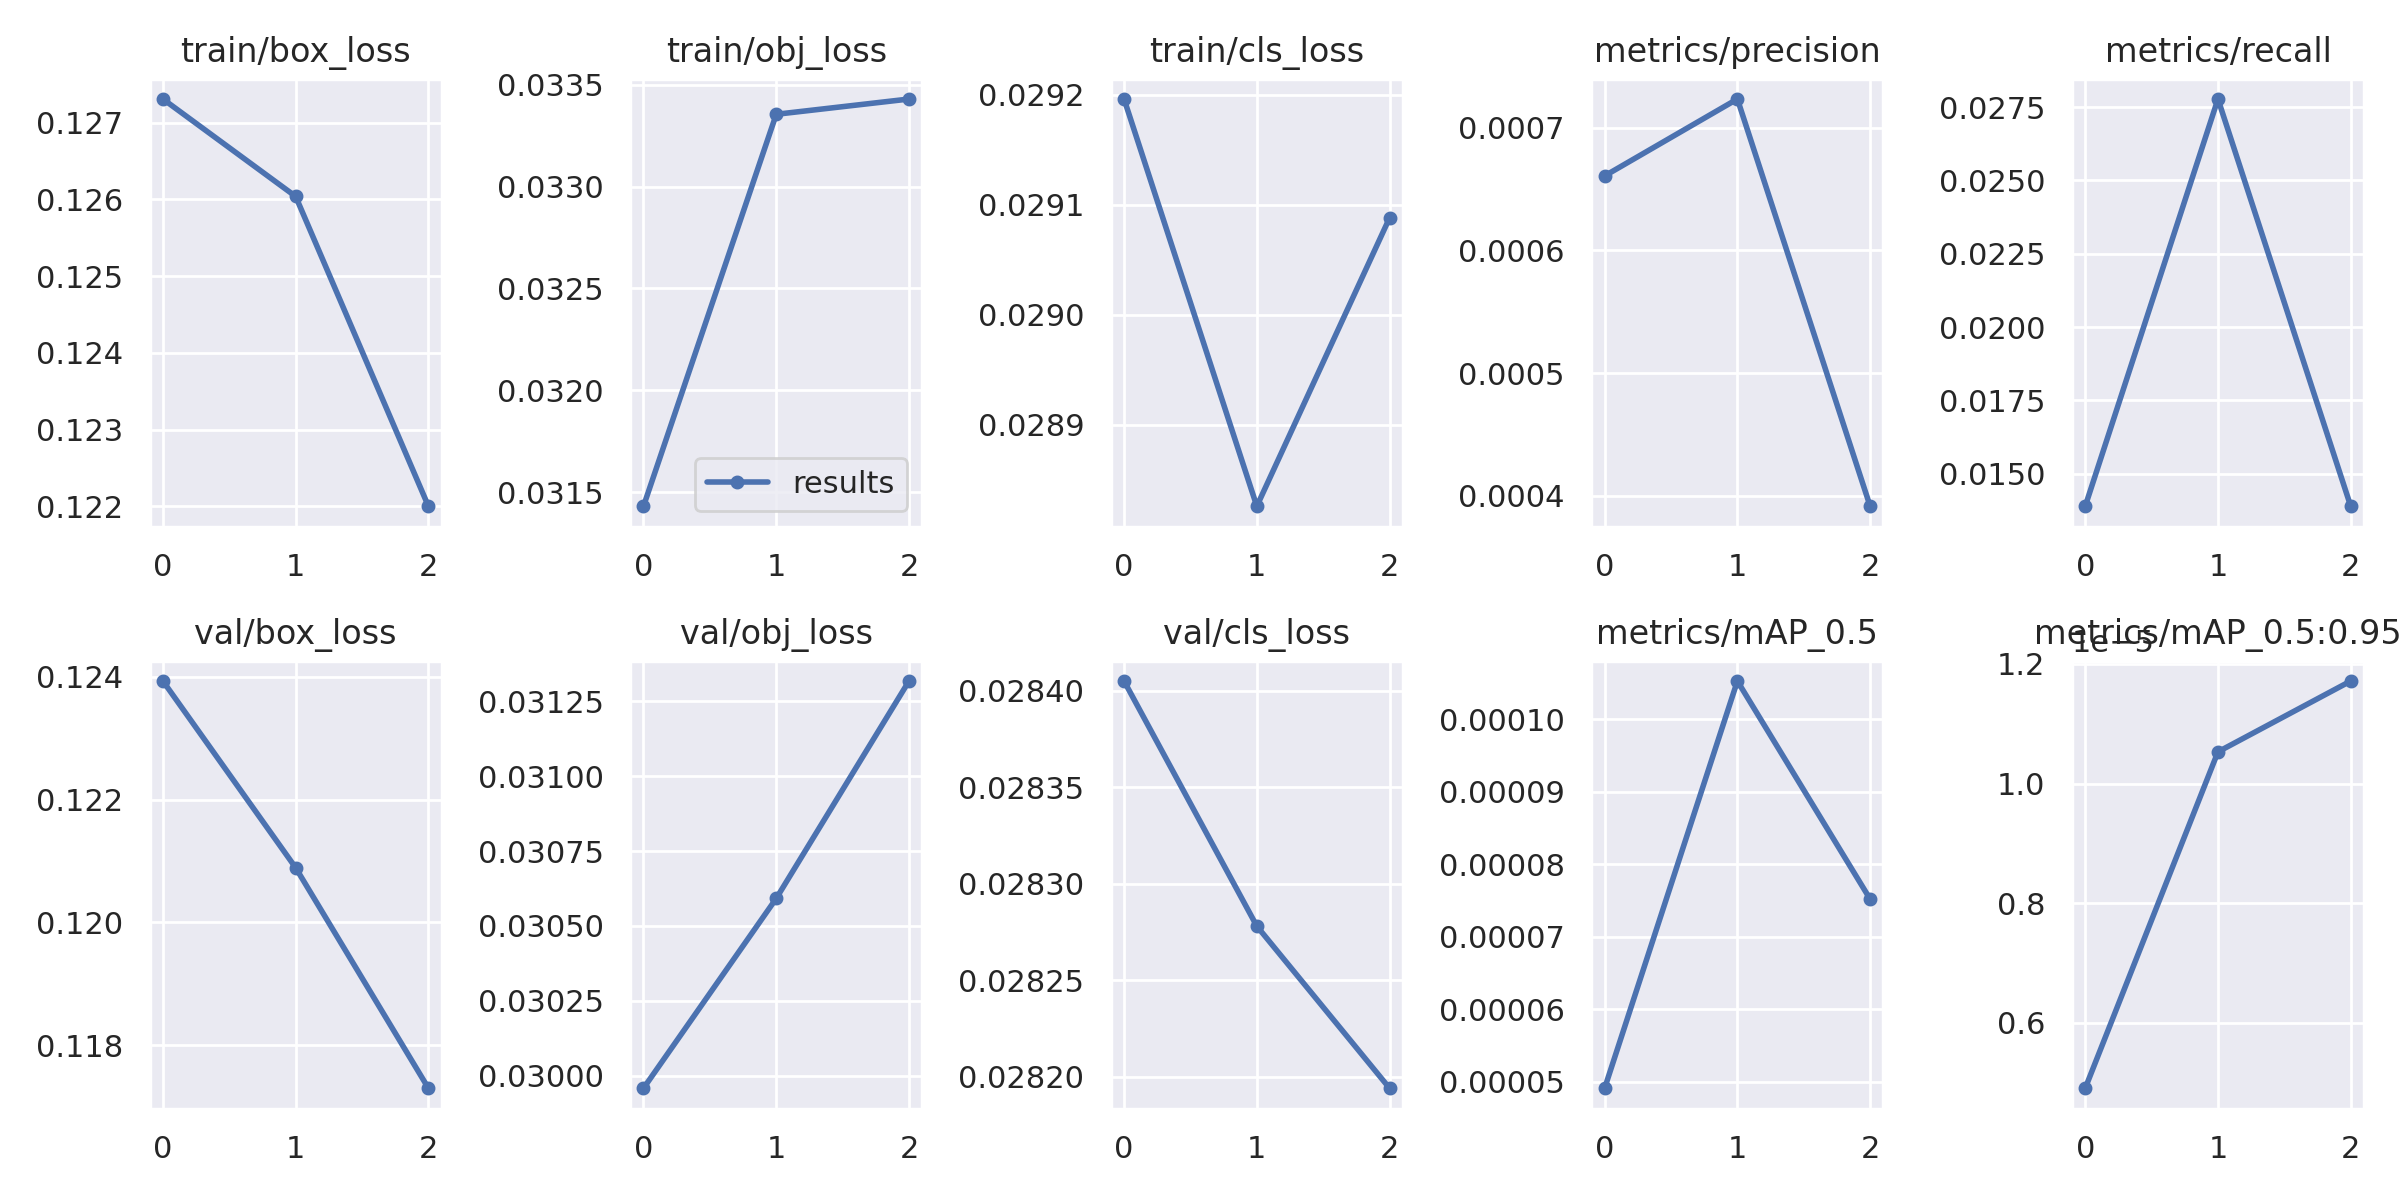 train/box_loss
0.127
0.126
0.125
0.124
0.123
0.122
0 1 2
train/obj_loss
0.0335
0.0330
0.0325
0.0320
0.0315
results
0 1 2
train/cls_loss
0.0292
0.0291
0.0290
0.0289
0 1 2
metrics/precision
0.0007
0.0006
0.0005
0.0004
0 1 2
metrics/recall
0.0275
0.0250
0.0225
0.0200
0.0175
0.0150
0 1 2
val/box_loss
0.124
0.122
0.120
0.118
0 1 2
val/obj_loss
0.03125
0.03100
0.03075
0.03050
0.03025
0.03000
0 1 2
val/cls_loss
0.02840
0.02835
0.02830
0.02825
0.02820
0 1 2
metrics/mAP_0.5
0.00010
0.00009
0.00008
0.00007
0.00006
0.00005
0 1 2
metrics/mAP_0.5:0.95
1e−5
1.2
1.0
0.8
0.6
0 1 2